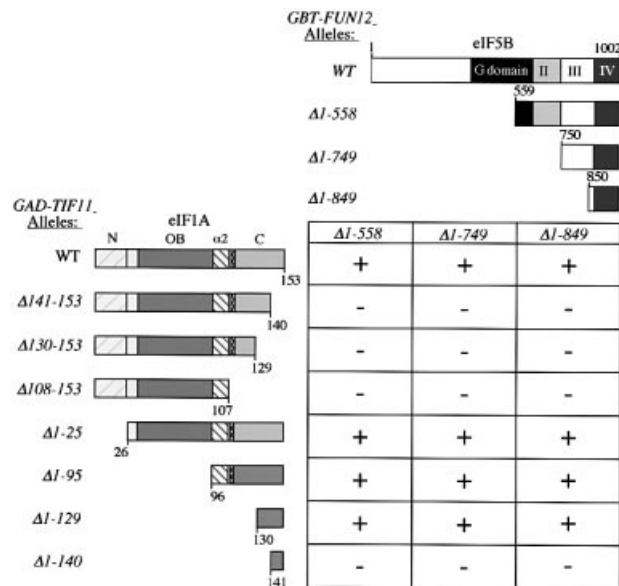 GBT-FUN12_
Alleles:
eIF5B
1
1002
WT
G domain II III IV
559
Δ1-558
750
Δ1-749
850
Δ1-849
GAD-TIF11_
Alleles:
eIF1A
N OB α2 C
Δ1-558 Δ1-749 Δ1-849
WT + + +
153
Δ141-153 - - -
140
Δ130-153 - - -
129
Δ108-153 - - -
107
Δ1-25 + + +
26
Δ1-95 + + +
96
Δ1-129 + + +
130
Δ1-140 - - -
141